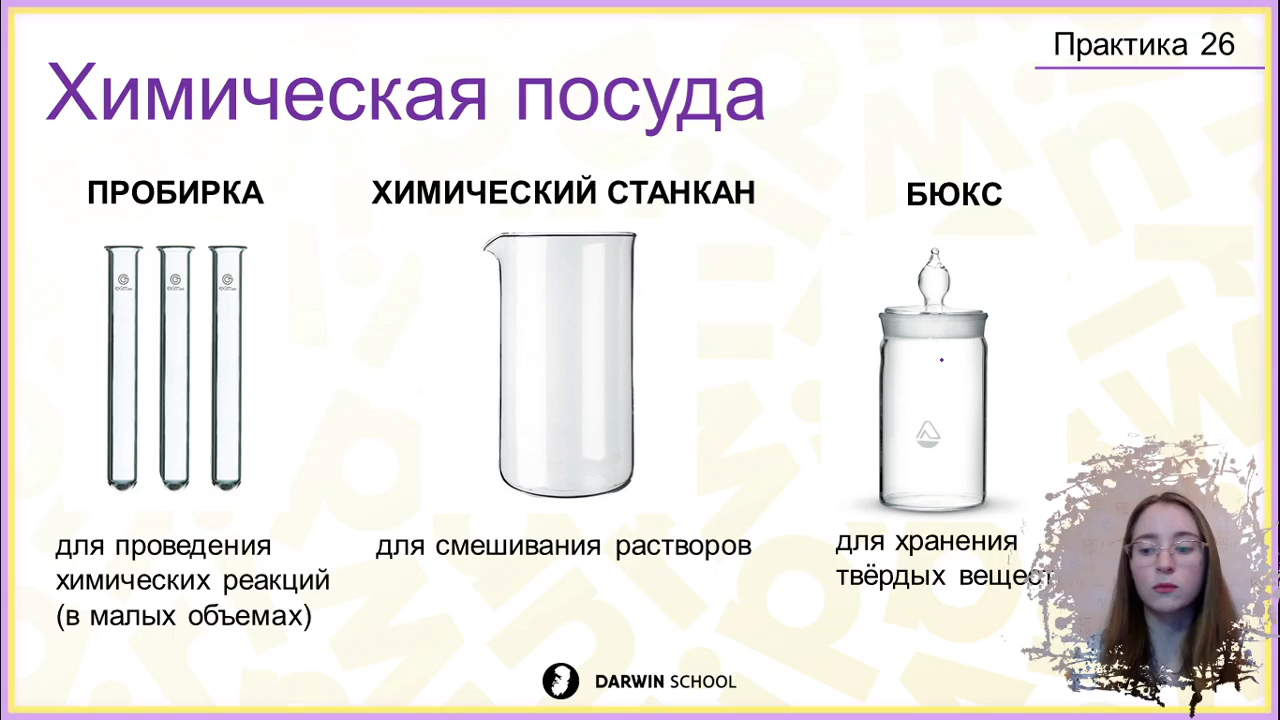 Практика 26
Химическая посуда
ПРОБИРКА
ХИМИЧЕСКИЙ СТАНКАН
БЮКС
для проведения
химических реакций
(в малых объемах)
для смешивания растворов
для хранения
твёрдых вещест
DARWIN SCHOOL